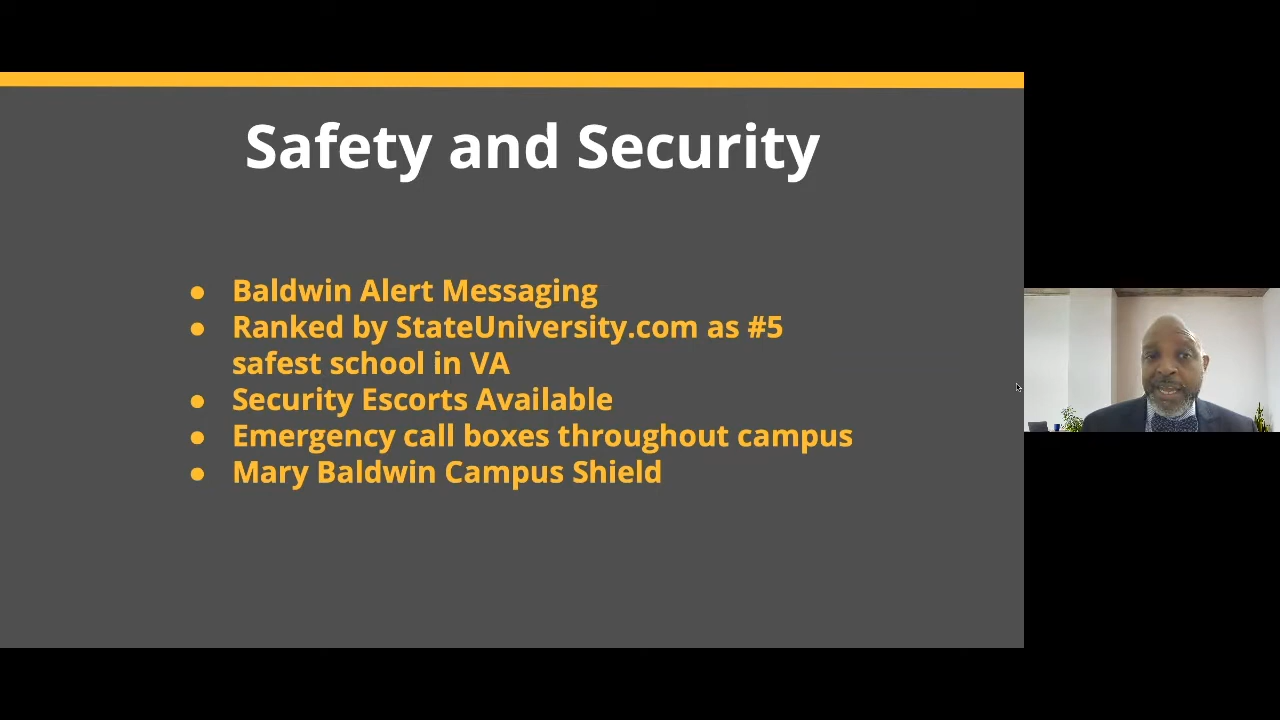 Safety and Security
● Baldwin Alert Messaging
● Ranked by StateUniversity.com as #5
safest school in VA
● Security Escorts Available
● Emergency call boxes throughout campus
● Mary Baldwin Campus Shield